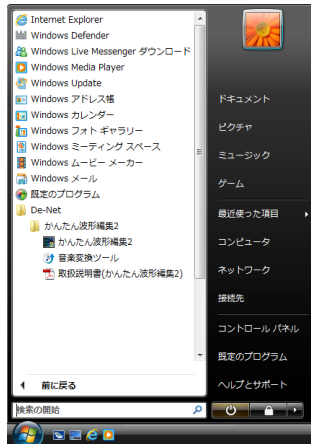 Internet Explorer
Windows Defender
Windows Live Messenger ダウンロード
Windows Media Player
Windows Update
Windows アドレス帳
Windows カレンダー
Windows フォト ギャラリー
Windows ミーティング スペース
Windows ムービー メーカー
Windows メール
既定のプログラム
De-Net
かんたん波形編集2
かんたん波形編集2
音楽変換ツール
取扱説明書(かんたん波形編集2)
前に戻る
検索の開始
ドキュメント
ピクチャ
ミュージック
ゲーム
最近使った項目
コンピュータ
ネットワーク
接続先
コントロール パネル
既定のプログラム
ヘルプとサポート